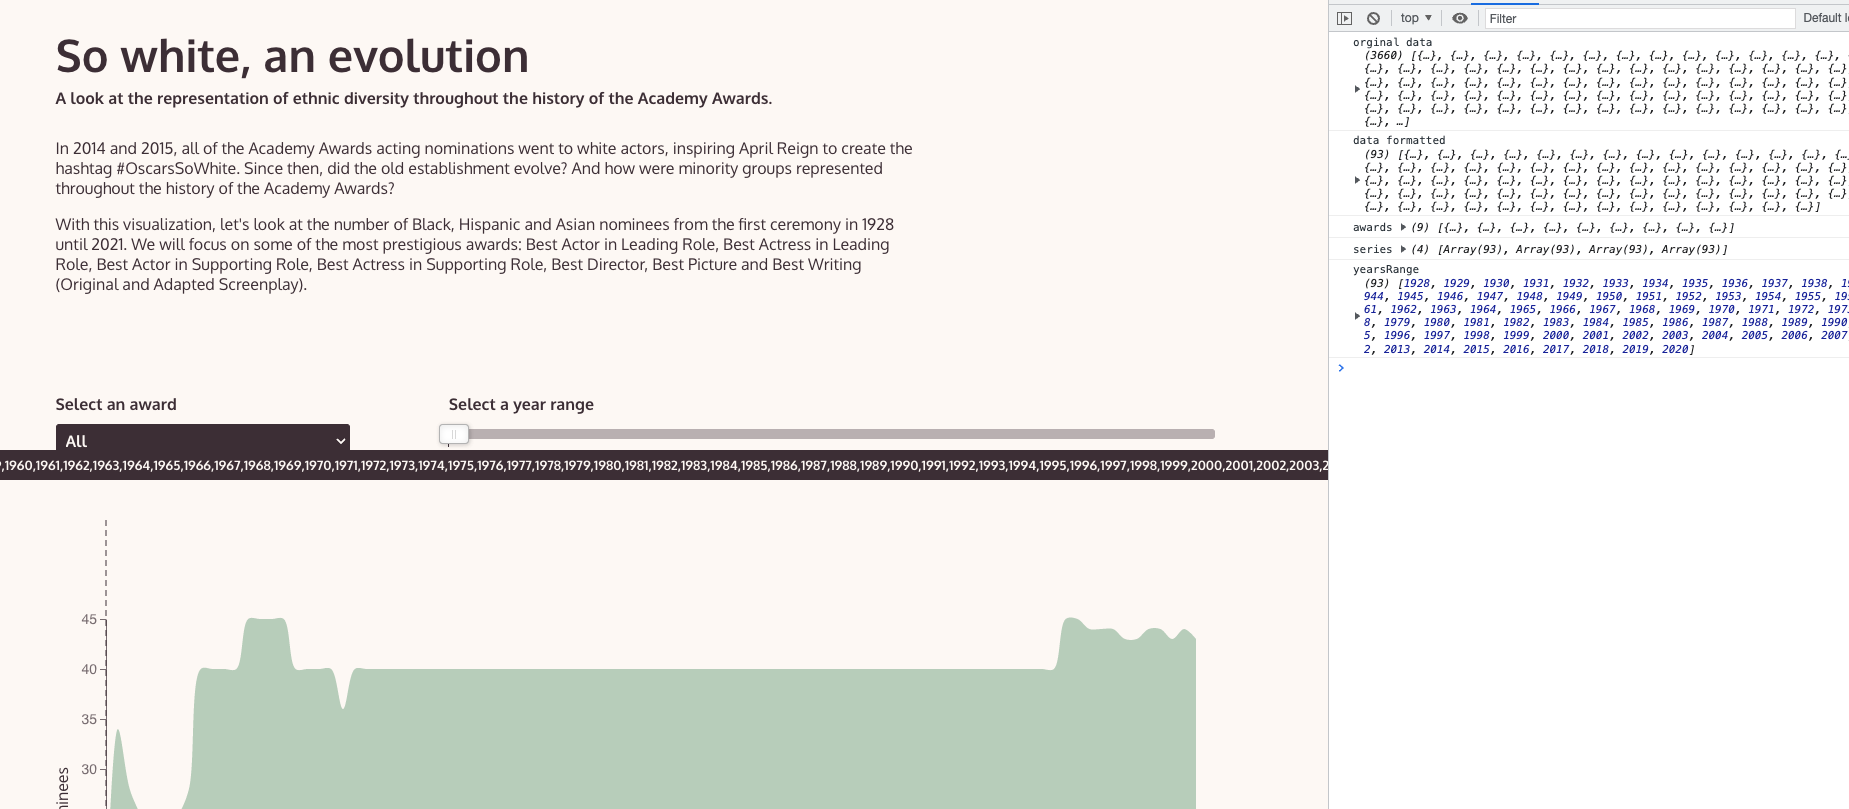 So white, an evolution
A look at the representation of ethnic diversity throughout the history of the Academy Awards.
In 2014 and 2015, all of the Academy Awards acting nominations went to white actors, inspiring April Reign to create the
hashtag #OscarsSoWhite. Since then, did the old establishment evolve? And how were minority groups represented
throughout the history of the Academy Awards?
With this visualization, let's look at the number of Black, Hispanic and Asian nominees from the first ceremony in 1928
until 2021. We will focus on some of the most prestigious awards: Best Actor in Leading Role, Best Actress in Leading
Role, Best Actor in Supporting Role, Best Actress in Supporting Role, Best Director, Best Picture and Best Writing
(Original and Adapted Screenplay).
Select an award
All
Select a year range
,1960,1961,1962,1963,1964,1965,1966,1967,1968,1969,1970,1971,1972,1973,1974,1975,1976,1977,1978,1979,1980,1981,1982,1983,1984,1985,1986,1987,1988,1989,1990,1991,1992,1993,1994,1995,1996,1997,1998,1999,2000,2001,2002,2003,2
45
40
35
30
ninees
top
Filter
Default l
orginal data
(3660) [{…}, {…}, {…}, {…}, {…}, {…}, {…}, {…}, {…}, {…}, {…}, {…}, {…},
{…}, {…}, {…}, {…}, {…}, {…}, {…}, {…}, {…}, {…}, {…}, {…}, {…}, {…}, {…}
{…}, {…}, {…}, {…}, {…}, {…}, {…}, {…}, {…}, {…}, {…}, {…}, {…}, {…}, {…}
{…}, {…}, {…}, {…}, {…}, {…}, {…}, {…}, {…}, {…}, {…}, {…}, {…}, {…}, {…}
{…}, {…}, {…}, {…}, {…}, {…}, {…}, {…}, {…}, {…}, {…}, {…}, {…}, {…}, {…}
{…}, …]
data formatted
(93) [{…}, {…}, {…}, {…}, {…}, {…}, {…}, {…}, {…}, {…}, {…}, {…}, {…}, {…
{…}, {…}, {…}, {…}, {…}, {…}, {…}, {…}, {…}, {…}, {…}, {…}, {…}, {…}, {…}
{…}, {…}, {…}, {…}, {…}, {…}, {…}, {…}, {…}, {…}, {…}, {…}, {…}, {…}, {…}
{…}, {…}, {…}, {…}, {…}, {…}, {…}, {…}, {…}, {…}, {…}, {…}, {…}, {…}, {…}
{…}, {…}, {…}, {…}, {…}, {…}, {…}, {…}, {…}, {…}, {…}, {…}, {…}, {…}]
awards (9) [{…}, {…}, {…}, {…}, {…}, {…}, {…}, {…}, {…}]
series (4) [Array(93), Array(93), Array(93), Array(93)]
yearsRange
(93) [1928, 1929, 1930, 1931, 1932, 1933, 1934, 1935, 1936, 1937, 1938, 19
944, 1945, 1946, 1947, 1948, 1949, 1950, 1951, 1952, 1953, 1954, 1955, 19
61, 1962, 1963, 1964, 1965, 1966, 1967, 1968, 1969, 1970, 1971, 1972, 197
8, 1979, 1980, 1981, 1982, 1983, 1984, 1985, 1986, 1987, 1988, 1989, 1990
5, 1996, 1997, 1998, 1999, 2000, 2001, 2002, 2003, 2004, 2005, 2006, 2007
2, 2013, 2014, 2015, 2016, 2017, 2018, 2019, 2020]